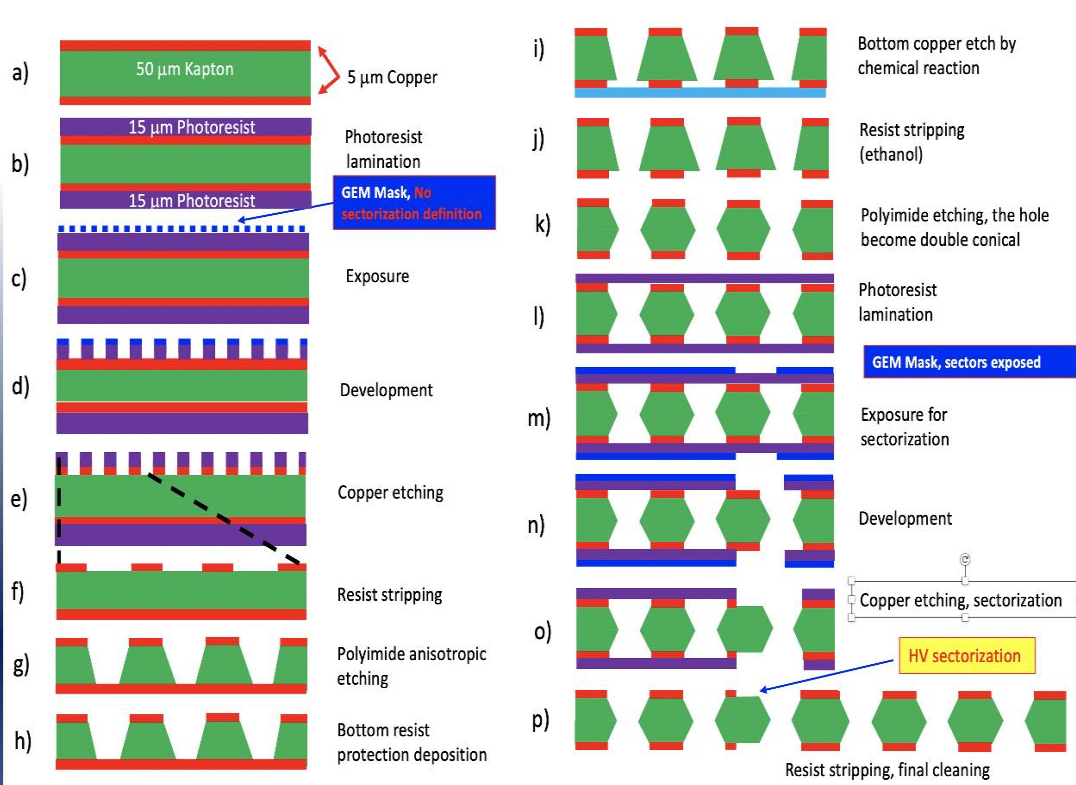 a)
50 µm Kapton
5 µm Copper
b)
15 µm Photoresist
15 µm Photoresist
Photoresist
lamination
GEM Mask, No
sectorization definition
c)
Exposure
d)
Development
e)
Copper etching
f)
Resist stripping
g)
Polyimide anisotropic
etching
h)
Bottom resist
protection deposition
i)
Bottom copper etch by
chemical reaction
j)
Resist stripping
(ethanol)
k)
Polyimide etching, the hole
become double conical
l)
Photoresist
lamination
GEM Mask, sectors exposed
m)
Exposure for
sectorization
n)
Development
o)
Copper etching, sectorization
HV sectorization
p)
Resist stripping, final cleaning